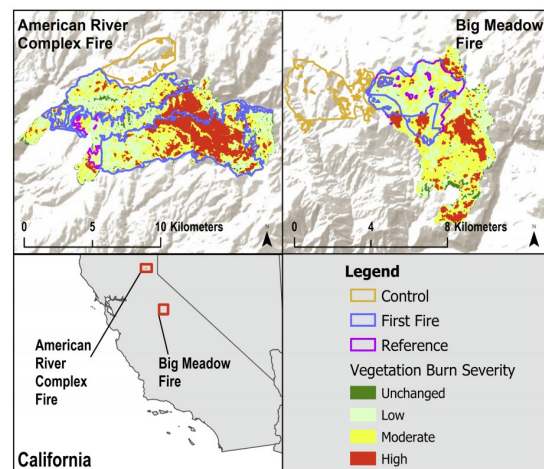 American River
Complex Fire
0
5
10 Kilometers
N
Big Meadow
Fire
0
4
8 Kilometers
N
American
River
Complex
Fire
Big Meadow
Fire
California
Legend
Control
First Fire
Reference
Vegetation Burn Severity
Unchanged
Low
Moderate
High